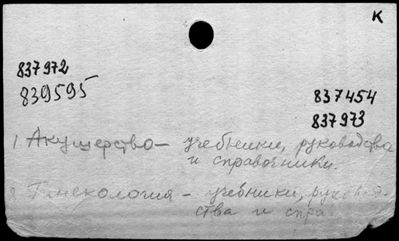 К
837972
839595
837454
837973
1 Акушерство – учебники, руководства
и справочники.
2 Гинекология – учебники, руковод-
ства и спра